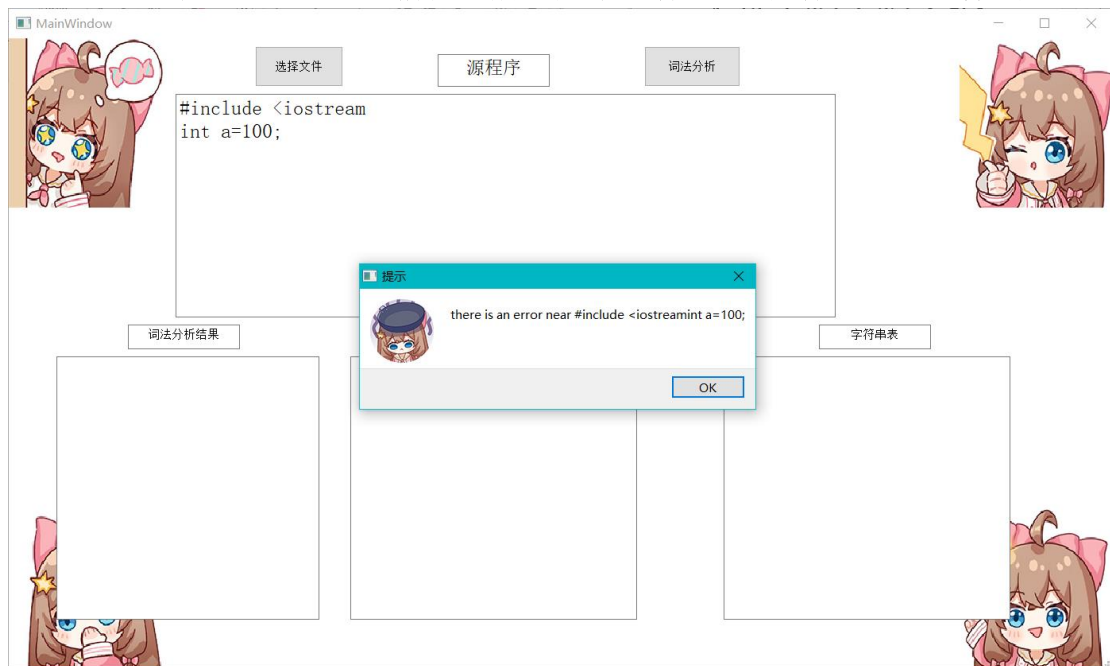 MainWindow
选择文件
源程序
词法分析
#include <iostream
int a=100;
提示
there is an error near #include <iostreamint a=100;
OK
词法分析结果
字符串表